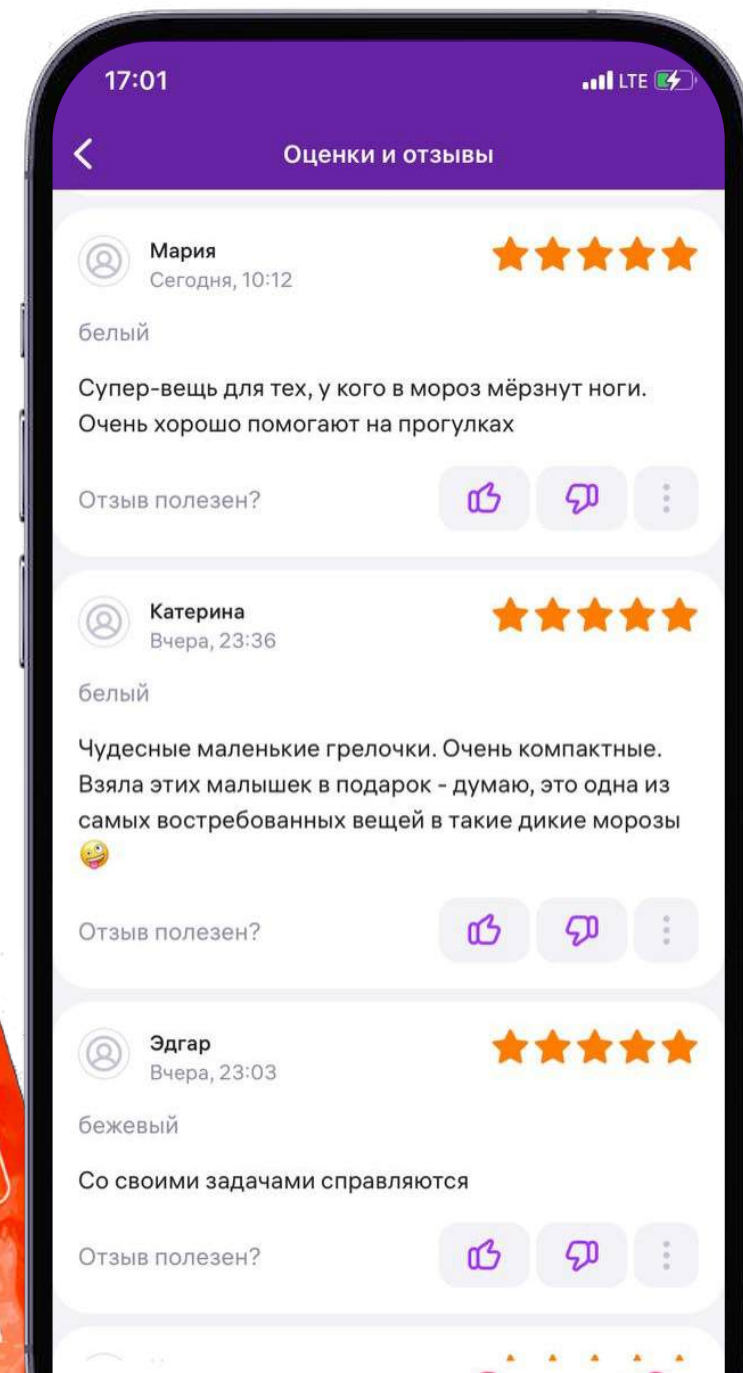 17:01
LTE
Оценки и отзывы
Мария
Сегодня, 10:12
белый
Супер-вещь для тех, у кого в мороз мёрзнут ноги.
Очень хорошо помогают на прогулках
Отзыв полезен?
Катерина
Вчера, 23:36
белый
Чудесные маленькие грелочки. Очень компактные.
Взяла этих малышек в подарок - думаю, это одна из
самых востребованных вещей в такие дикие морозы
🤪
Отзыв полезен?
Эдгар
Вчера, 23:03
бежевый
Со своими задачами справляются
Отзыв полезен?